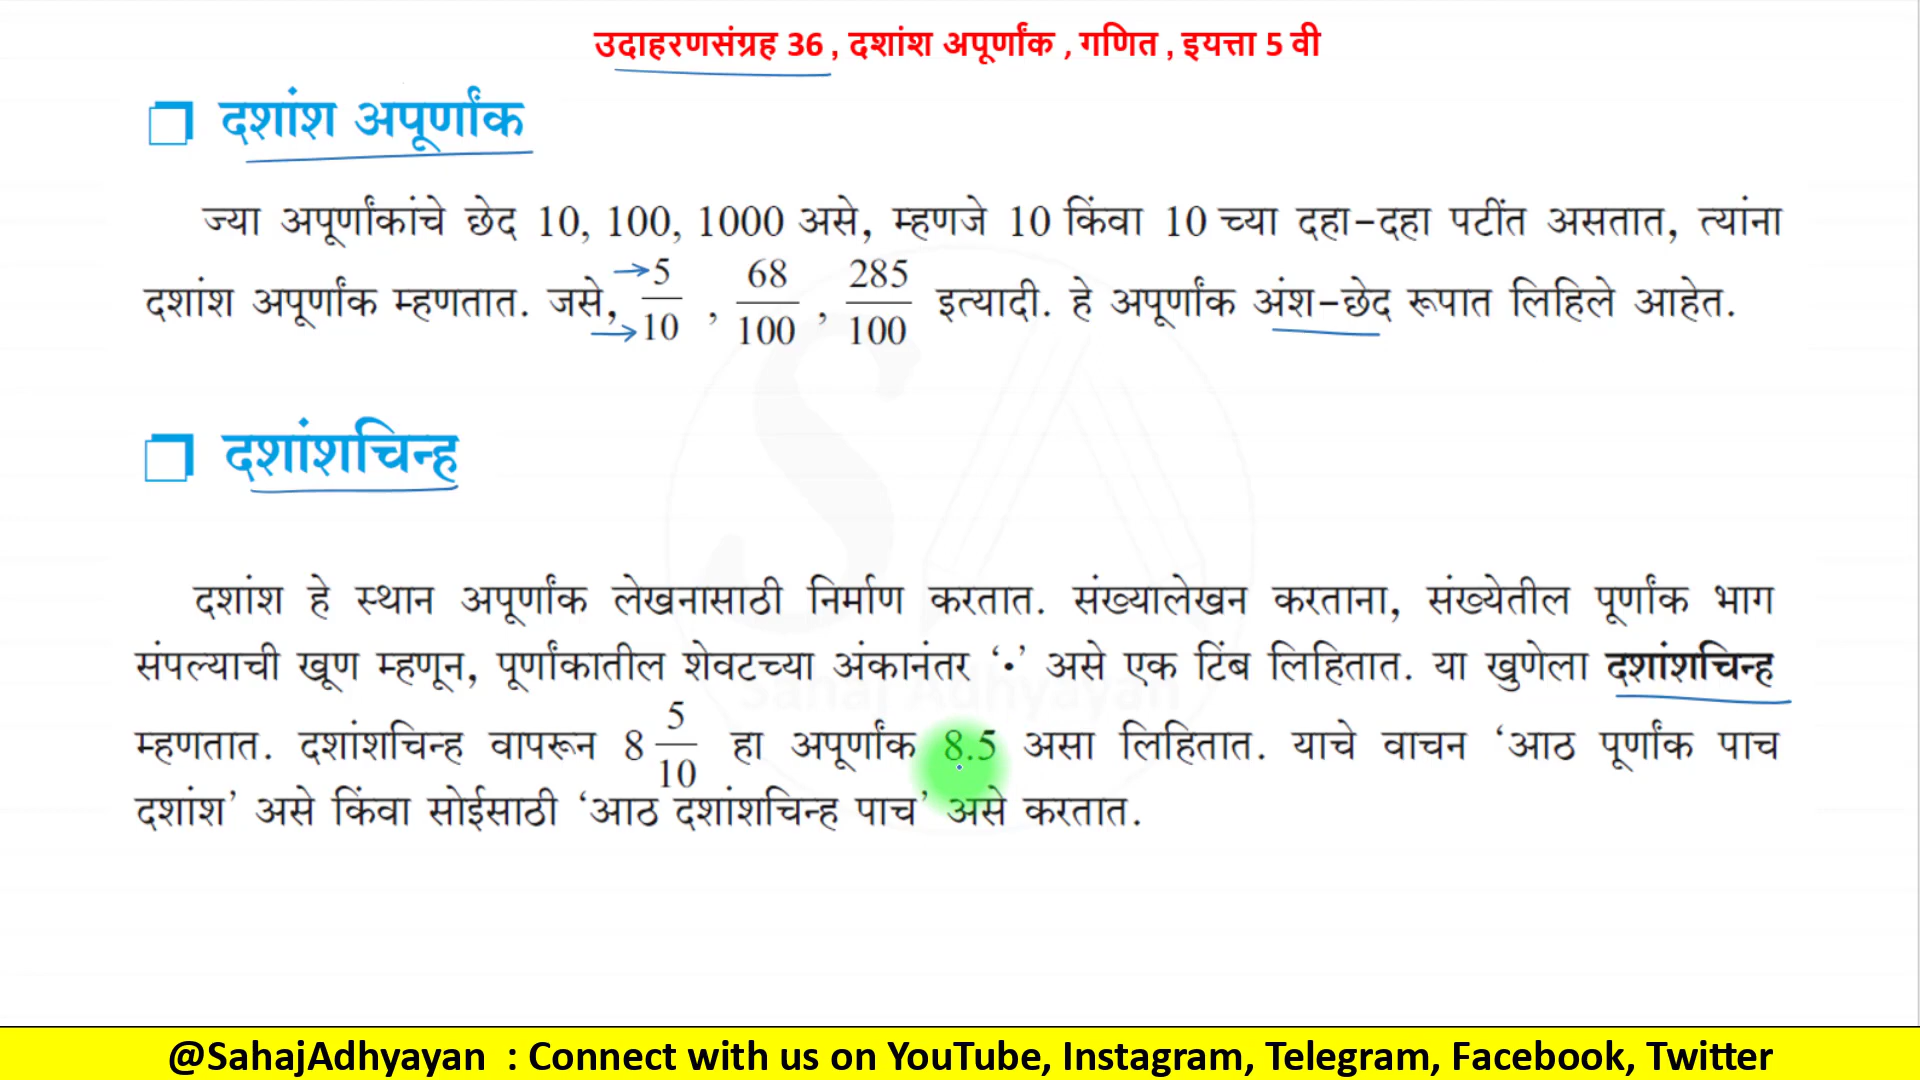 उदाहरणसंग्रह 36 , दशांश अपूर्णांक , गणित , इयत्ता 5 वी
दशांश अपूर्णांक
ज्या अपूर्णांकांचे छेद 10, 100, 1000 असे, म्हणजे 10 किंवा 10 च्या दहा-दहा पटींत असतात, त्यांना
दशांश अपूर्णांक म्हणतात. जसे, 5/10 , 68/100 , 285/100 इत्यादी. हे अपूर्णांक अंश-छेद रूपात लिहिले आहेत.
दशांशचिन्ह
दशांश हे स्थान अपूर्णांक लेखनासाठी निर्माण करतात. संख्यालेखन करताना, संख्येतील पूर्णांक भाग
संपल्याची खूण म्हणून, पूर्णांकातील शेवटच्या अंकानंतर ‘•’ असे एक टिंब लिहितात. या खुणेला दशांशचिन्ह
म्हणतात. दशांशचिन्ह वापरून 8 5/10 हा अपूर्णांक 8.5 असा लिहितात. याचे वाचन ‘आठ पूर्णांक पाच
दशांश’ असे किंवा सोईसाठी ‘आठ दशांशचिन्ह पाच’ असे करतात.
SA
Sahaj Adhyayan
@SahajAdhyayan : Connect with us on YouTube, Instagram, Telegram, Facebook, Twitter